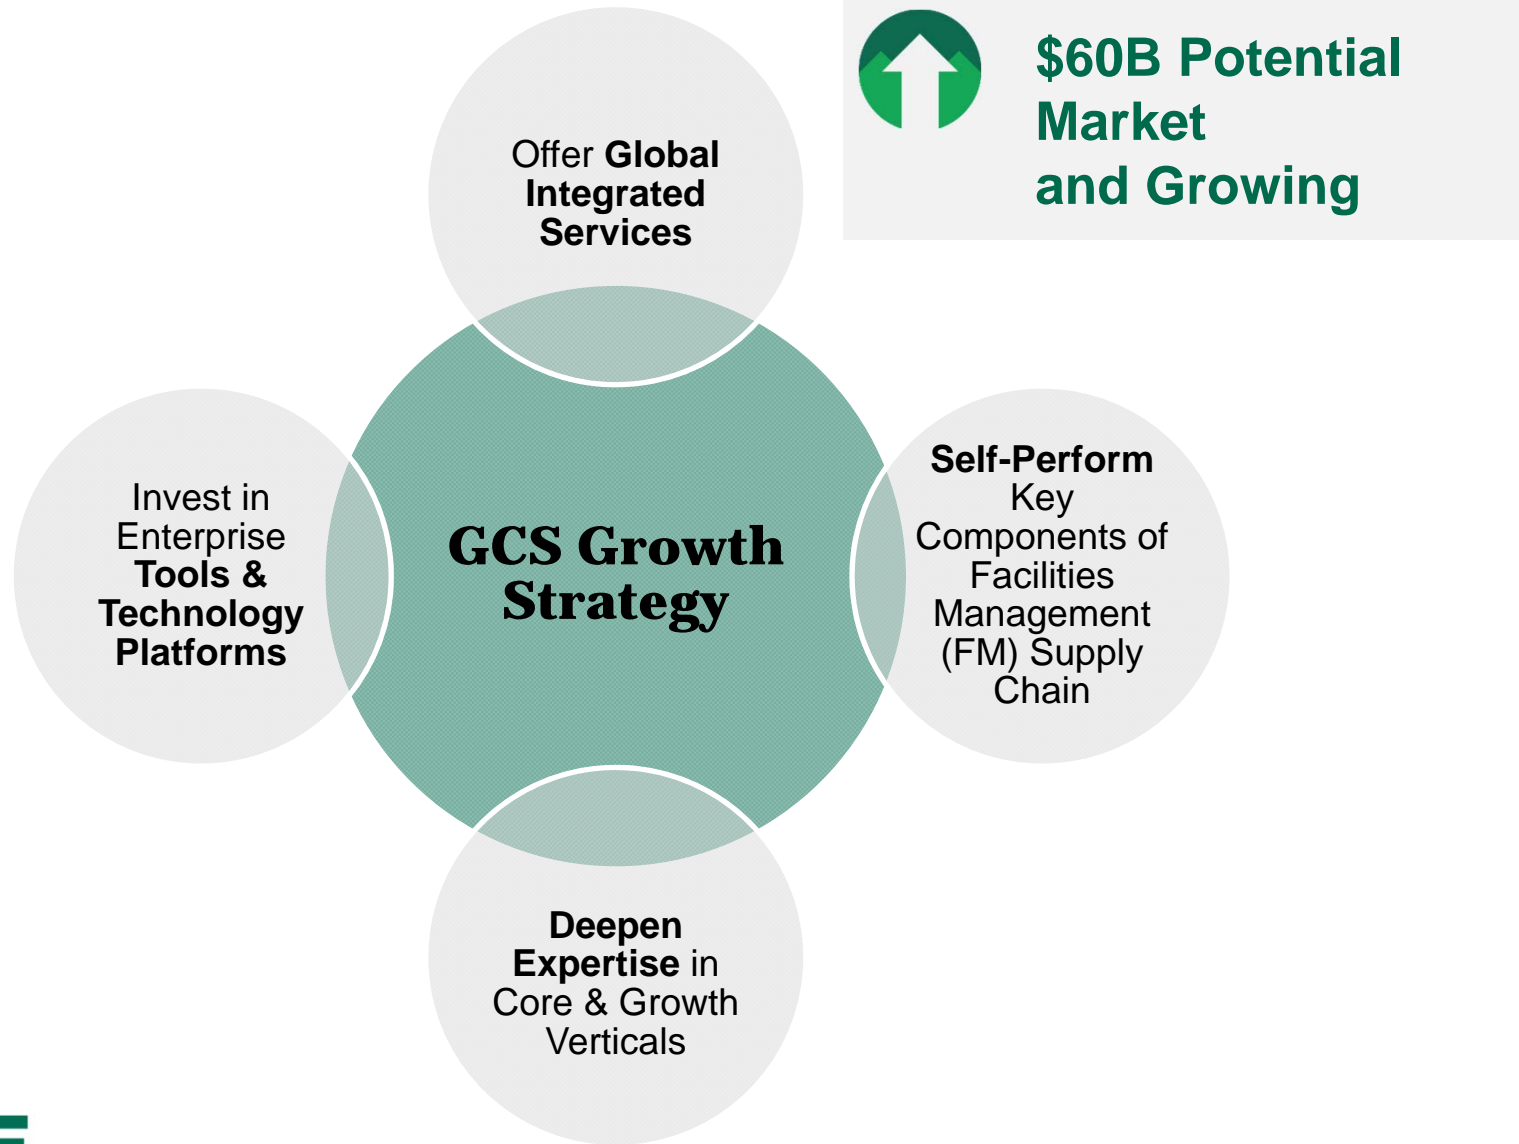 $60B Potential
Market
and Growing
Offer Global
Integrated
Services
Invest in
Enterprise
Tools &
Technology
Platforms
GCS Growth
Strategy
Self-Perform
Key
Components of
Facilities
Management
(FM) Supply
Chain
Deepen
Expertise in
Core & Growth
Verticals